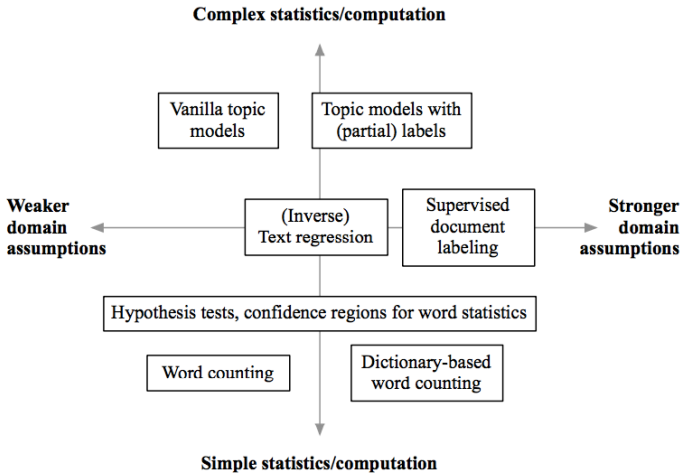 Complex statistics/computation
Vanilla topic
models
Topic models with
(partial) labels
Weaker
domain
assumptions
(Inverse)
Text regression
Supervised
document
labeling
Stronger
domain
assumptions
Hypothesis tests, confidence regions for word statistics
Word counting
Dictionary-based
word counting
Simple statistics/computation